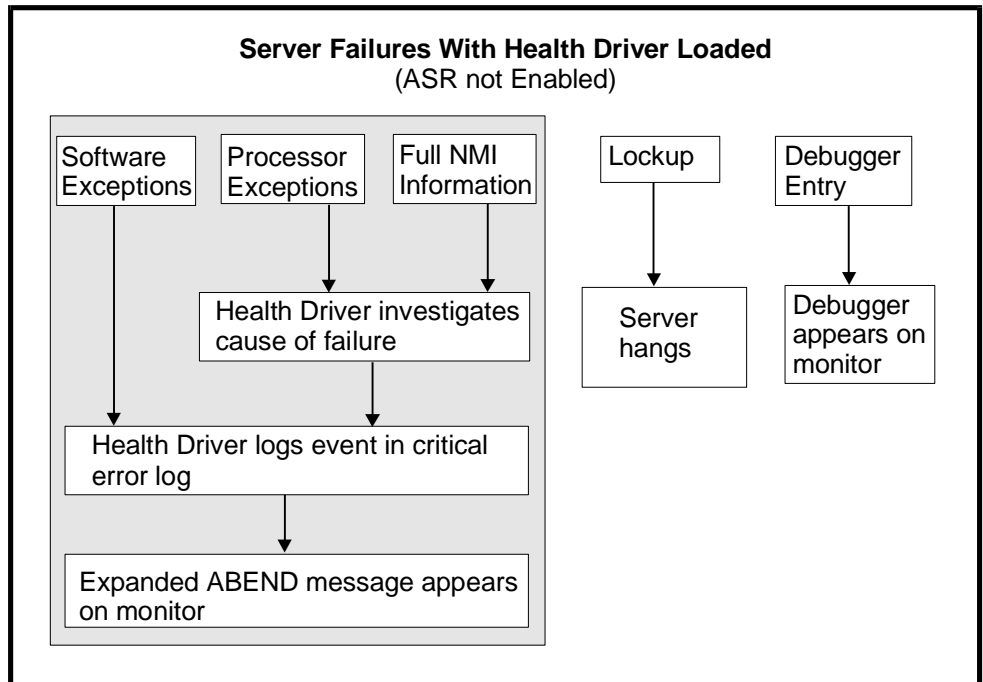 Server Failures With Health Driver Loaded
(ASR not Enabled)
Software
Exceptions
Processor
Exceptions
Full NMI
Information
Lockup
Debugger
Entry
Health Driver investigates
cause of failure
Server
hangs
Debugger
appears on
monitor
Health Driver logs event in critical
error log
Expanded ABEND message appears
on monitor